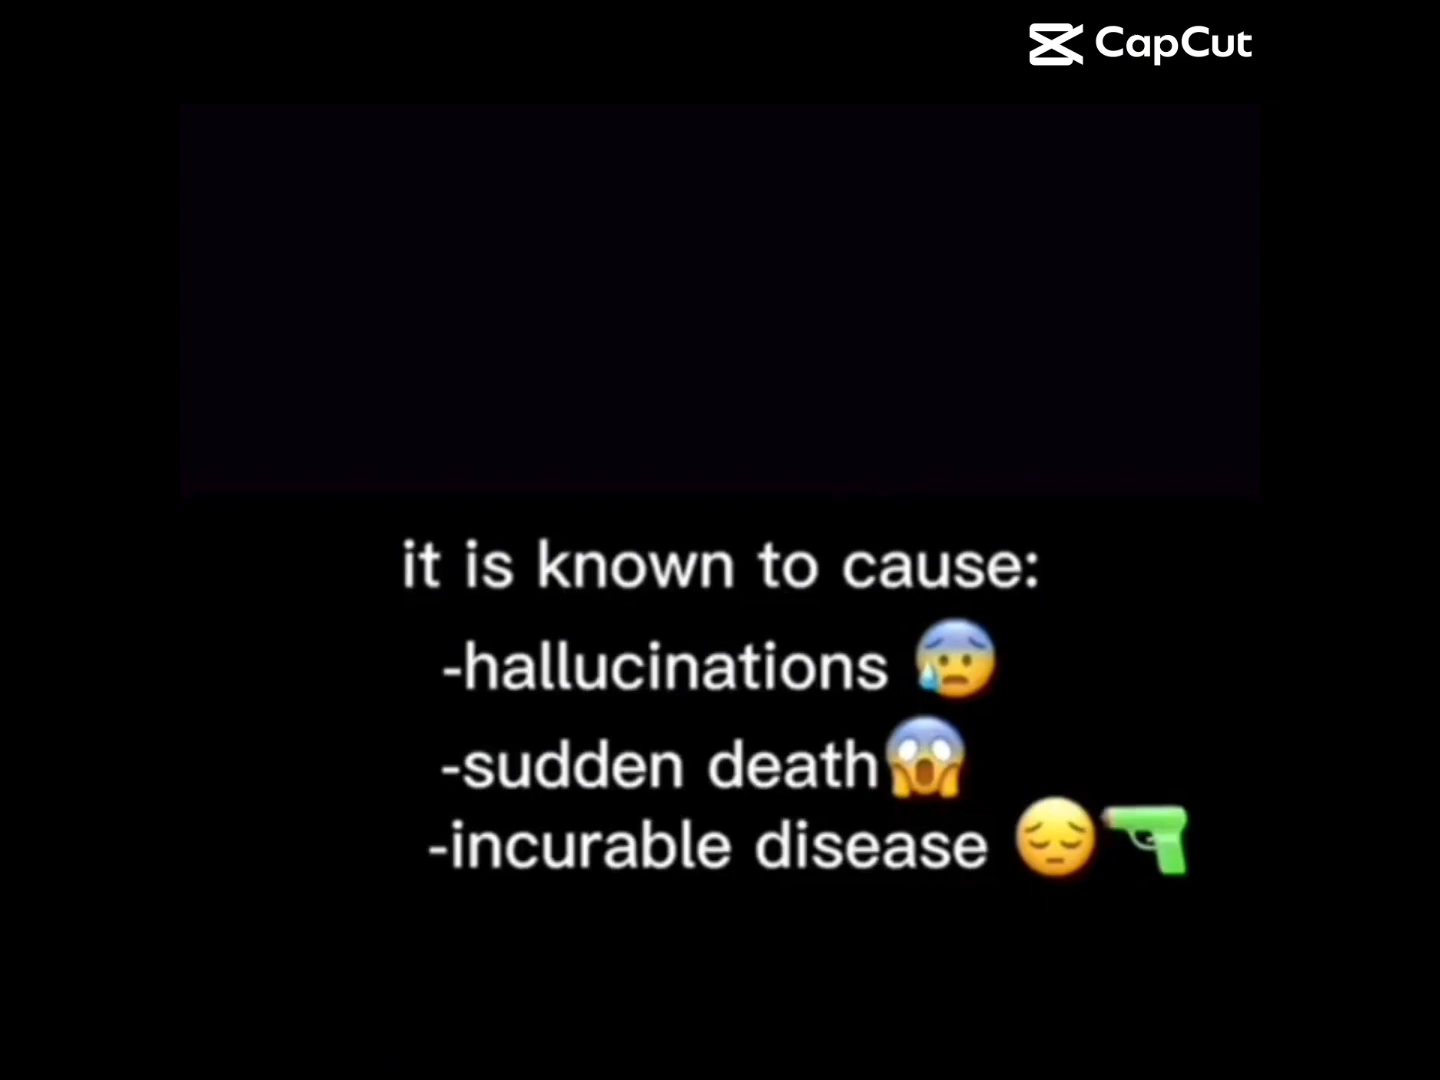 CapCut
it is known to cause:
-hallucinations 😰
-sudden death😱
-incurable disease 😔🔫